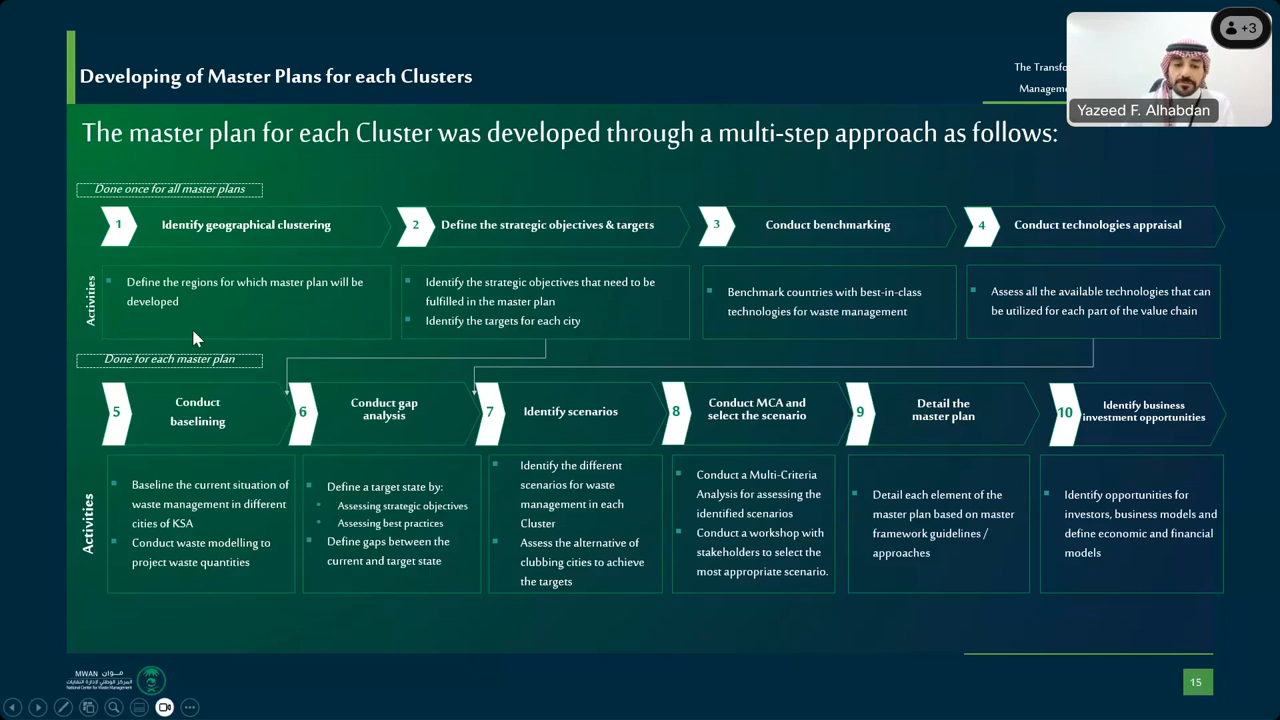 +3
Developing of Master Plans for each Clusters
The Transfo
Manageme
Yazeed F. Alhabdan
The master plan for each Cluster was developed through a multi-step approach as follows:
Done once for all master plans
1
Identify geographical clustering
2
Define the strategic objectives & targets
3
Conduct benchmarking
4
Conduct technologies appraisal
Activities
Define the regions for which master plan will be
developed
Identify the strategic objectives that need to be
fulfilled in the master plan
Identify the targets for each city
Benchmark countries with best-in-class
technologies for waste management
Assess all the available technologies that can
be utilized for each part of the value chain
Done for each master plan
5
Conduct
baselining
6
Conduct gap
analysis
7
Identify scenarios
8
Conduct MCA and
select the scenario
9
Detail the
master plan
10
Identify business
investment opportunities
Activities
Baseline the current situation of
waste management in different
cities of KSA
Conduct waste modelling to
project waste quantities
Define a target state by:
Assessing strategic objectives
Assessing best practices
Define gaps between the
current and target state
Identify the different
scenarios for waste
management in each
Cluster
Assess the alternative of
clubbing cities to achieve
the targets
Conduct a Multi-Criteria
Analysis for assessing the
identified scenarios
Conduct a workshop with
stakeholders to select the
most appropriate scenario.
Detail each element of the
master plan based on master
framework guidelines /
approaches
Identify opportunities for
investors, business models and
define economic and financial
models
MWAN موان
المركز الوطني لإدارة النفايات
National Center for Waste Management
15